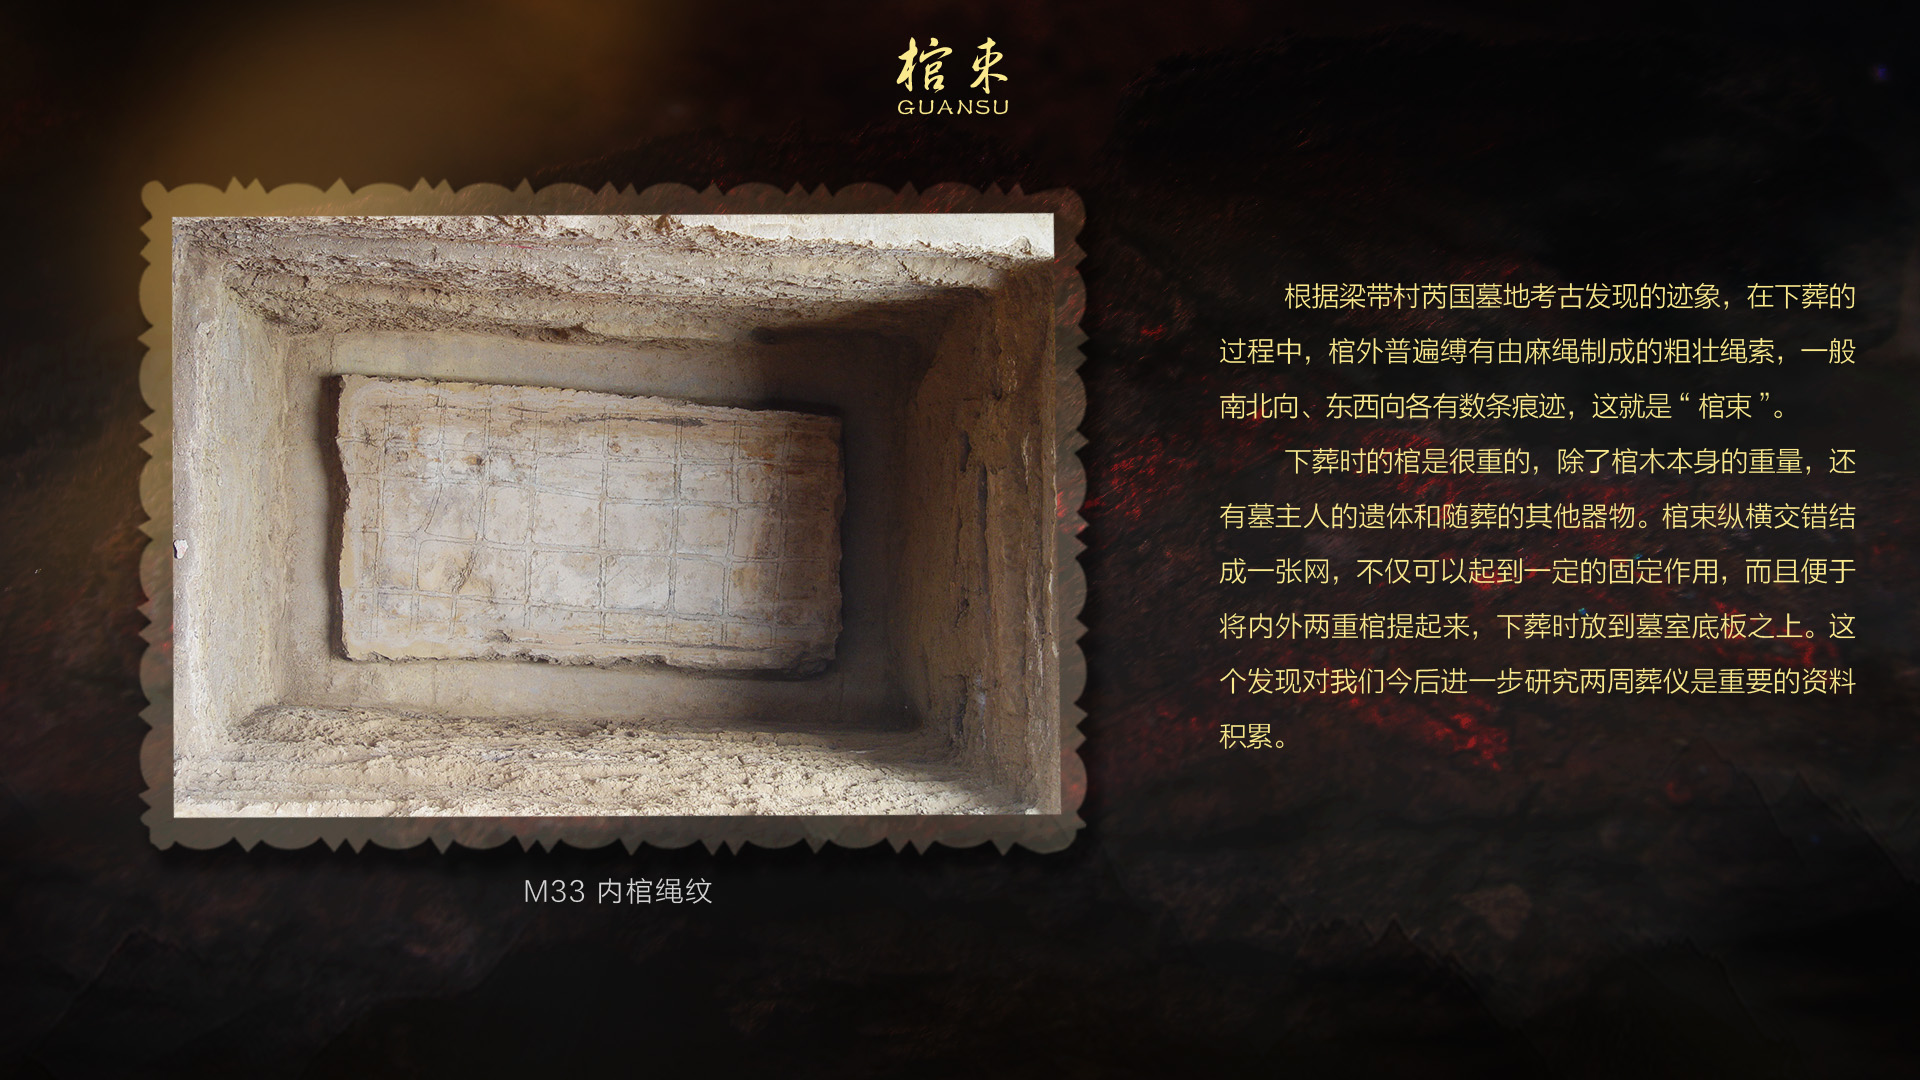 棺束
GUANSU
根据梁带村芮国墓地考古发现的迹象，在下葬的
过程中，棺外普遍缚有由麻绳制成的粗壮绳索，一般
南北向、东西向各有数条痕迹，这就是“棺束”。
下葬时的棺是很重的，除了棺木本身的重量，还
有墓主人的遗体和随葬的其他器物。棺束纵横交错结
成一张网，不仅可以起到一定的固定作用，而且便于
将内外两重棺提起来，下葬时放到墓室底板之上。这
个发现对我们今后进一步研究两周葬仪是重要的资料
积累。
M33 内棺绳纹